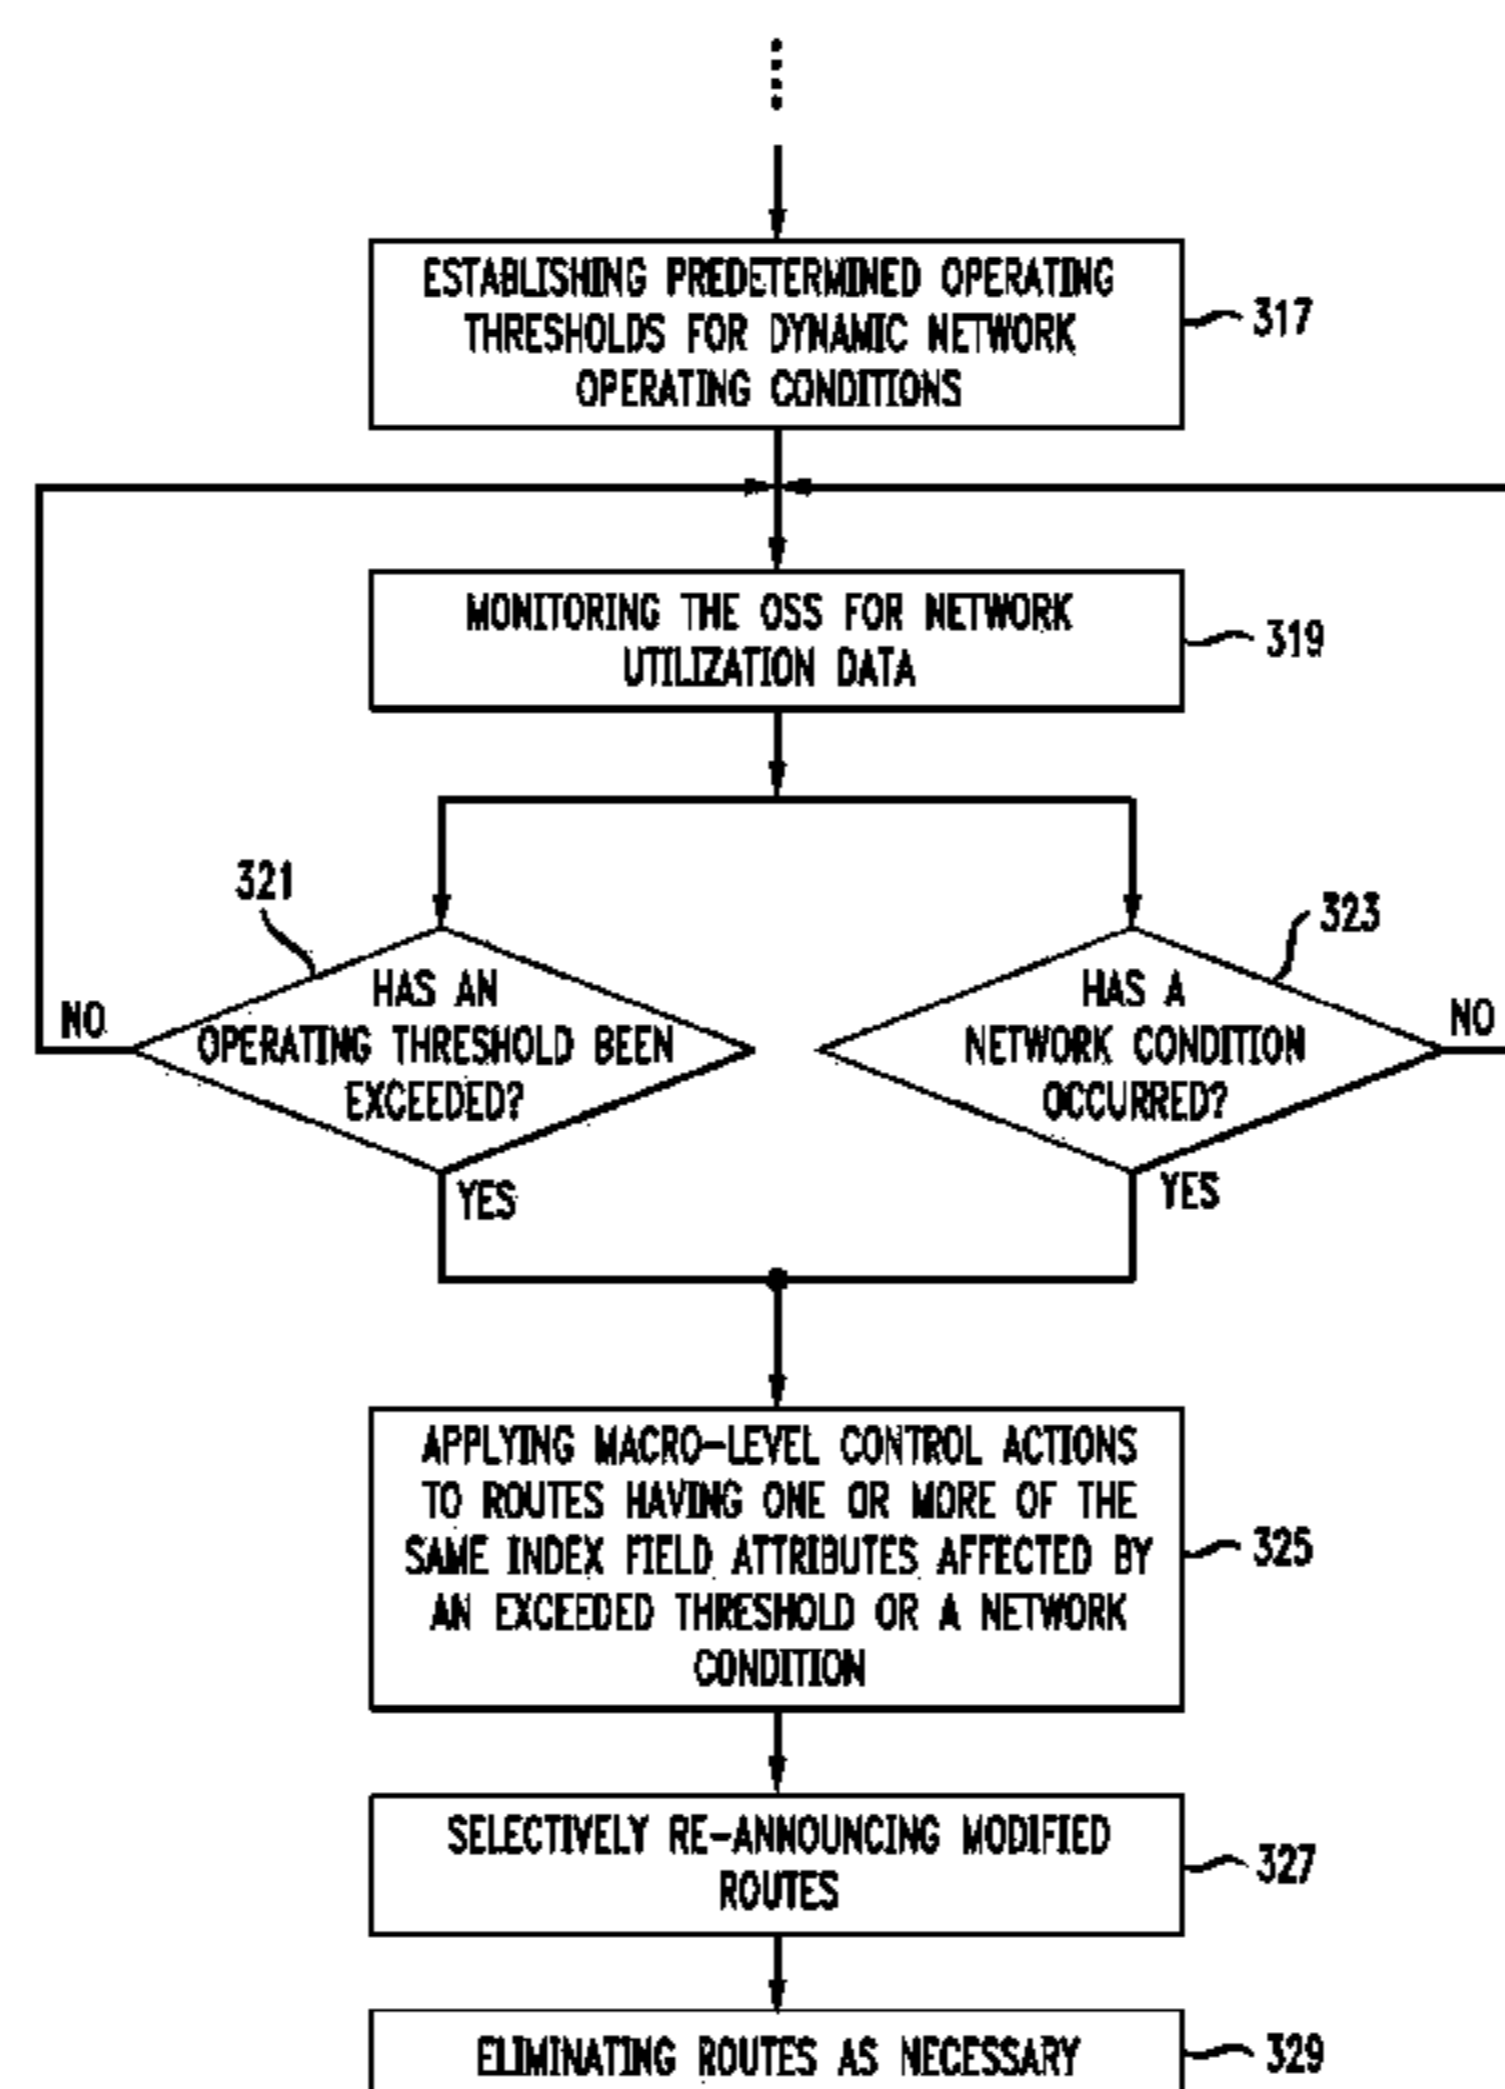 ESTABLISHING PREDETERMINED OPERATING
THRESHOLDS FOR DYNAMIC NETWORK
OPERATING CONDITIONS
317
MONITORING THE OSS FOR NETWORK
UTILIZATION DATA
319
321
323
HAS AN
OPERATING THRESHOLD BEEN
EXCEEDED?
NO
YES
HAS A
NETWORK CONDITION
OCCURRED?
NO
YES
APPLYING MACRO-LEVEL CONTROL ACTIONS
TO ROUTES HAVING ONE OR MORE OF THE
SAME INDEX FIELD ATTRIBUTES AFFECTED BY
AN EXCEEDED THRESHOLD OR A NETWORK
CONDITION
325
SELECTIVELY RE-ANNOUNCING MODIFIED
ROUTES
327
ELIMINATING ROUTES AS NECESSARY
329